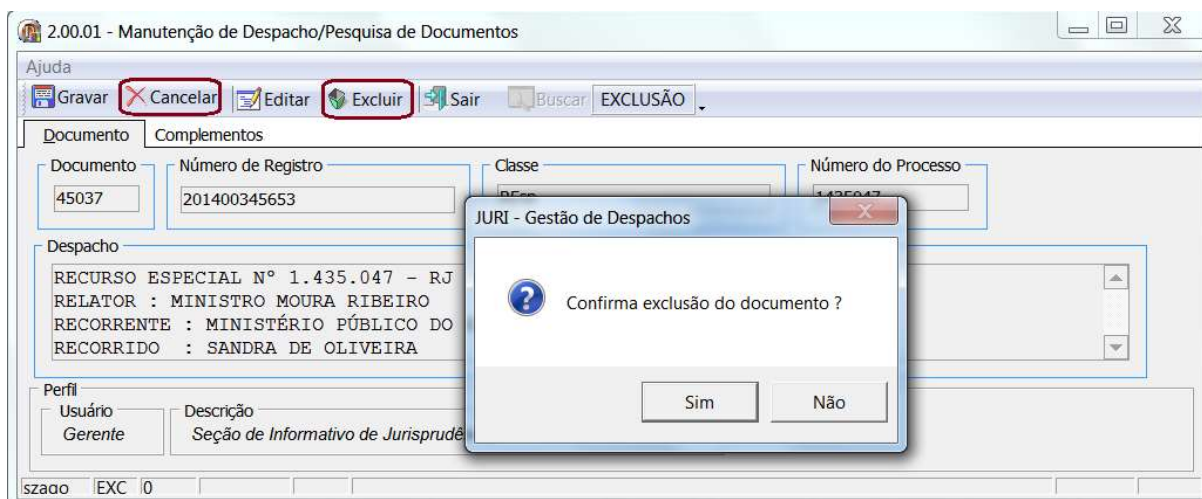 2.00.01 - Manutenção de Despacho/Pesquisa de Documentos
Ajuda
Gravar Cancelar Editar Excluir Sair Buscar EXCLUSÃO
Documento Complementos
Documento Número de Registro Classe Número do Processo
45037 201400345653 REsp 1435047
JURI - Gestão de Despachos
Despacho
RECURSO ESPECIAL Nº 1.435.047 - RJ
RELATOR : MINISTRO MOURA RIBEIRO
RECORRENTE : MINISTÉRIO PÚBLICO DO
RECORRIDO : SANDRA DE OLIVEIRA
Confirma exclusão do documento ?
Sim Não
Perfil
Usuário Descrição
Gerente Seção de Informativo de Jurisprudê
szago EXC 0